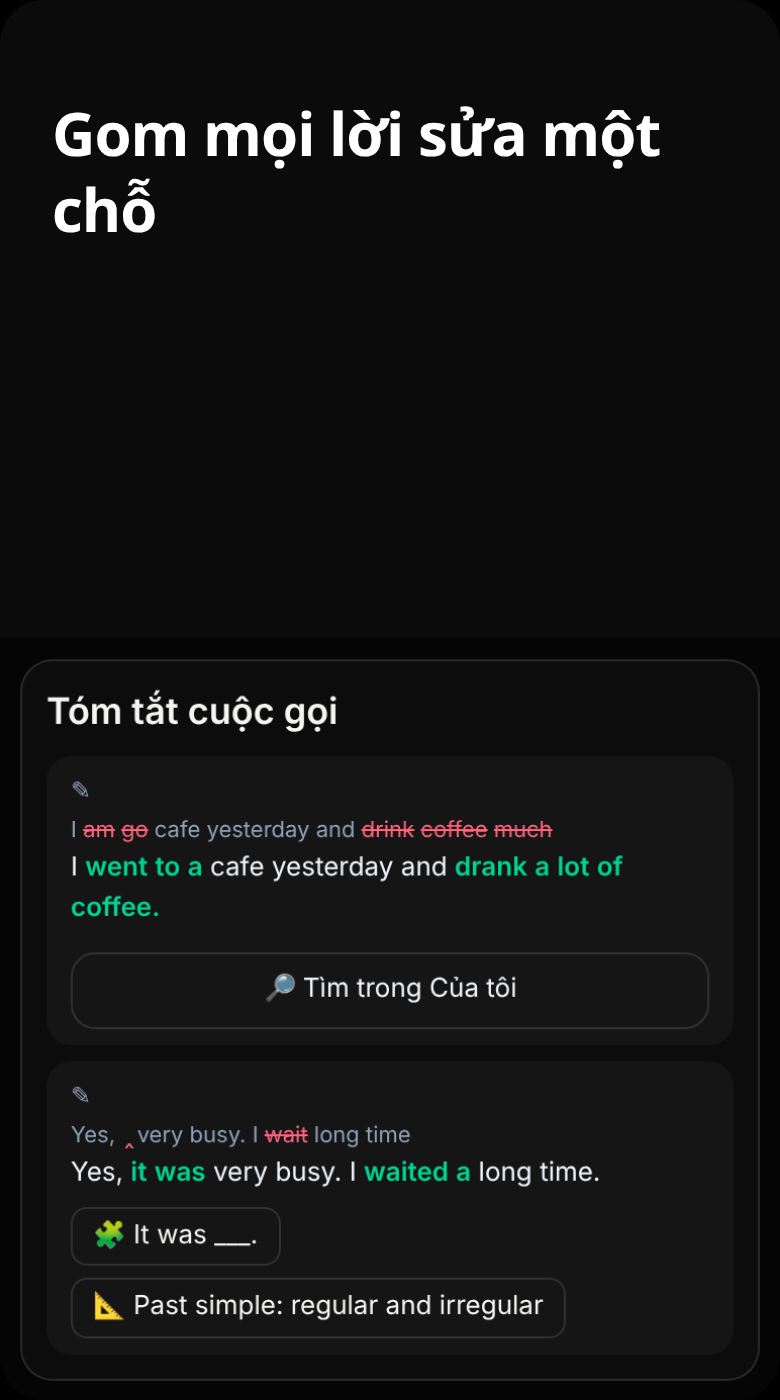 Gom mọi lời sửa một
chỗ
Tóm tắt cuộc gọi
✎
I am go cafe yesterday and drink coffee much
I went to a cafe yesterday and drank a lot of
coffee.
🔎 Tìm trong Của tôi
✎
Yes, ‸very busy. I wait long time
Yes, it was very busy. I waited a long time.
🧩 It was ___.
📐 Past simple: regular and irregular